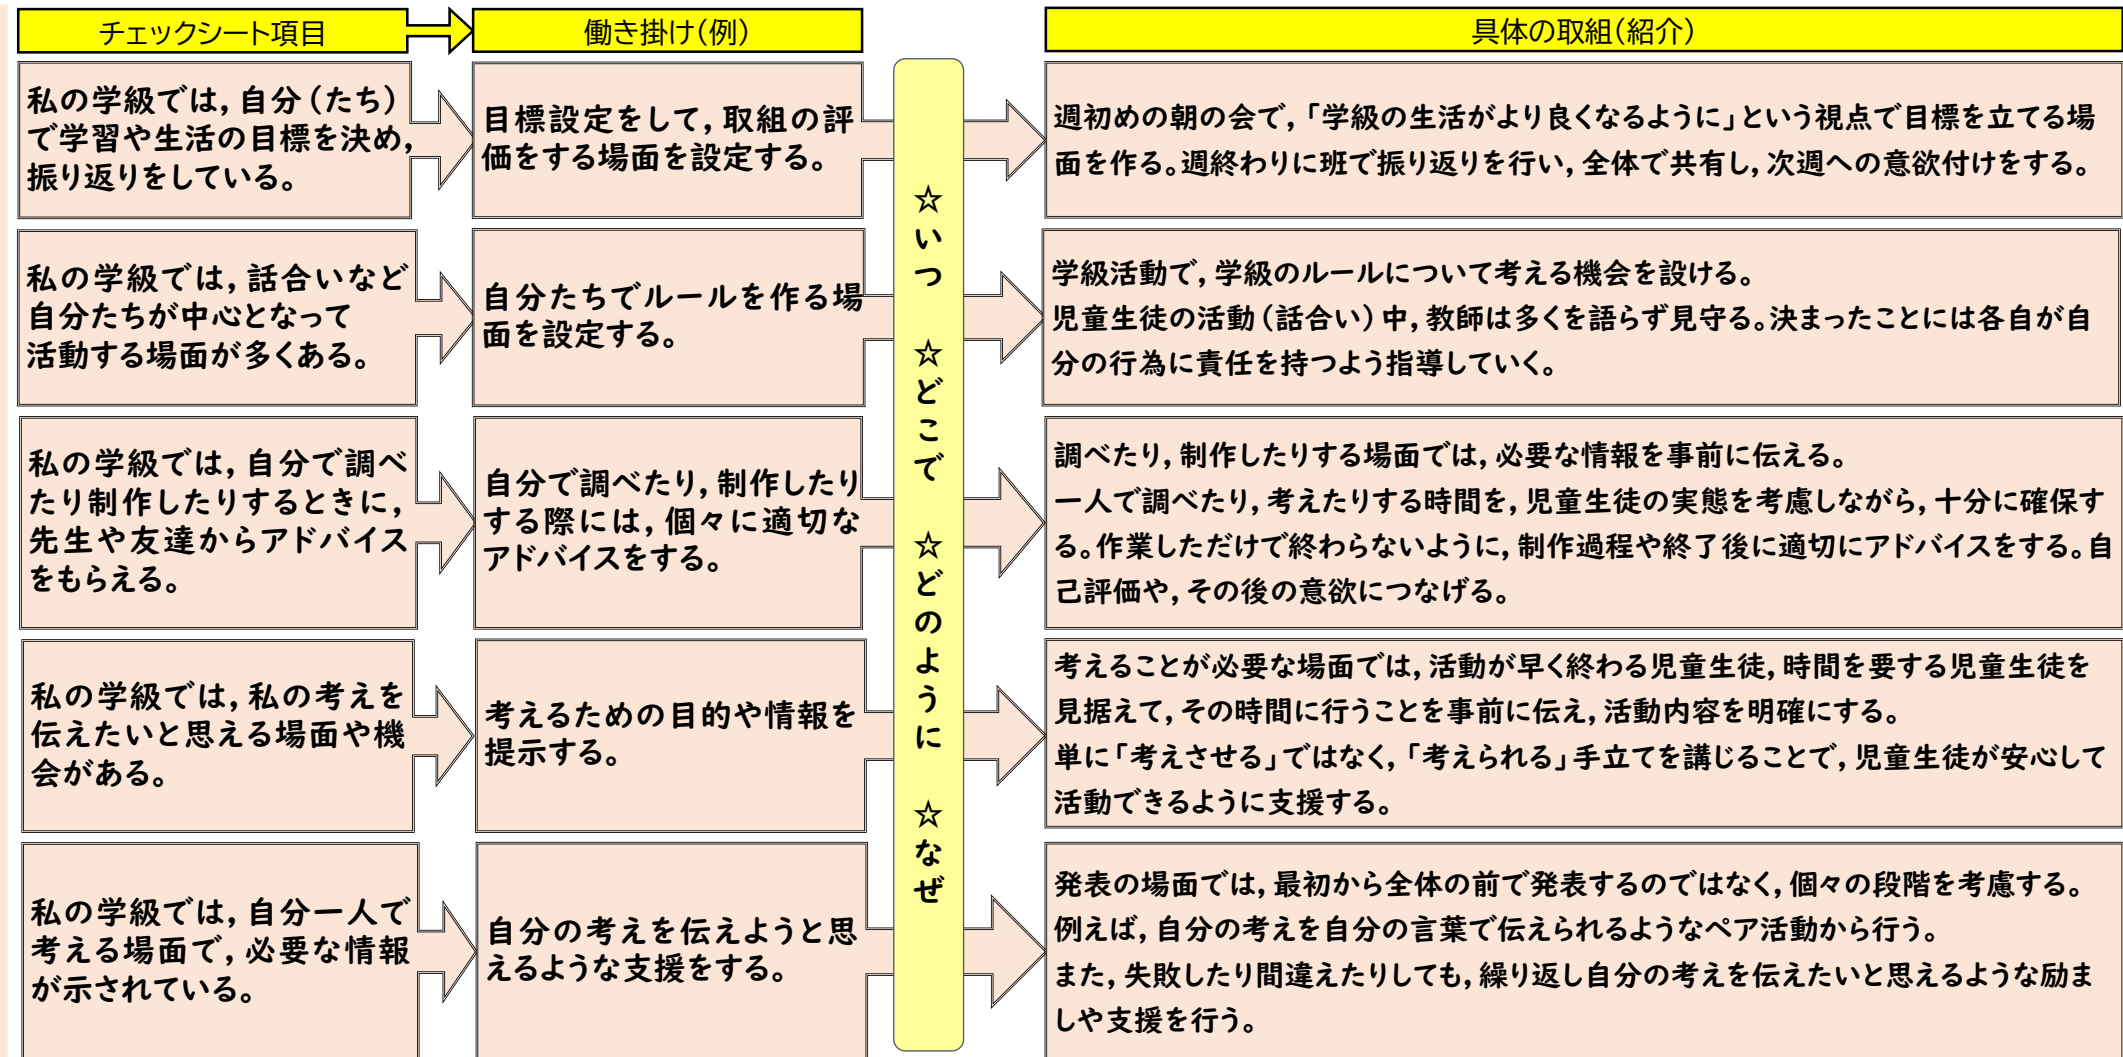 チェックシート項目
働き掛け(例)
具体の取組(紹介)
私の学級では,自分(たち)
で学習や生活の目標を決め,
振り返りをしている。
目標設定をして,取組の評
価をする場面を設定する。
週初めの朝の会で,「学級の生活がより良くなるように」という視点で目標を立てる場
面を作る。週終わりに班で振り返りを行い,全体で共有し,次週への意欲付けをする。
私の学級では,話合いなど
自分たちが中心となって
活動する場面が多くある。
自分たちでルールを作る場
面を設定する。
学級活動で,学級のルールについて考える機会を設ける。
児童生徒の活動(話合い)中,教師は多くを語らず見守る。決まったことには各自が自
分の行為に責任を持つよう指導していく。
私の学級では,自分で調べ
たり制作したりするときに,
先生や友達からアドバイス
をもらえる。
自分で調べたり,制作したり
する際には,個々に適切な
アドバイスをする。
調べたり,制作したりする場面では,必要な情報を事前に伝える。
一人で調べたり,考えたりする時間を,児童生徒の実態を考慮しながら,十分に確保す
る。作業しただけで終わらないように,制作過程や終了後に適切にアドバイスをする。自
己評価や,その後の意欲につなげる。
私の学級では,私の考えを
伝えたいと思える場面や機
会がある。
考えるための目的や情報を
提示する。
考えることが必要な場面では,活動が早く終わる児童生徒,時間を要する児童生徒を
見据えて,その時間に行うことを事前に伝え,活動内容を明確にする。
単に「考えさせる」ではなく,「考えられる」手立てを講じることで,児童生徒が安心して
活動できるように支援する。
私の学級では,自分一人で
考える場面で,必要な情報
が示されている。
自分の考えを伝えようと思
えるような支援をする。
発表の場面では,最初から全体の前で発表するのではなく,個々の段階を考慮する。
例えば,自分の考えを自分の言葉で伝えられるようなペア活動から行う。
また,失敗したり間違えたりしても,繰り返し自分の考えを伝えたいと思えるような励ま
しや支援を行う。
☆いつ ☆どこで ☆どのように ☆なぜ